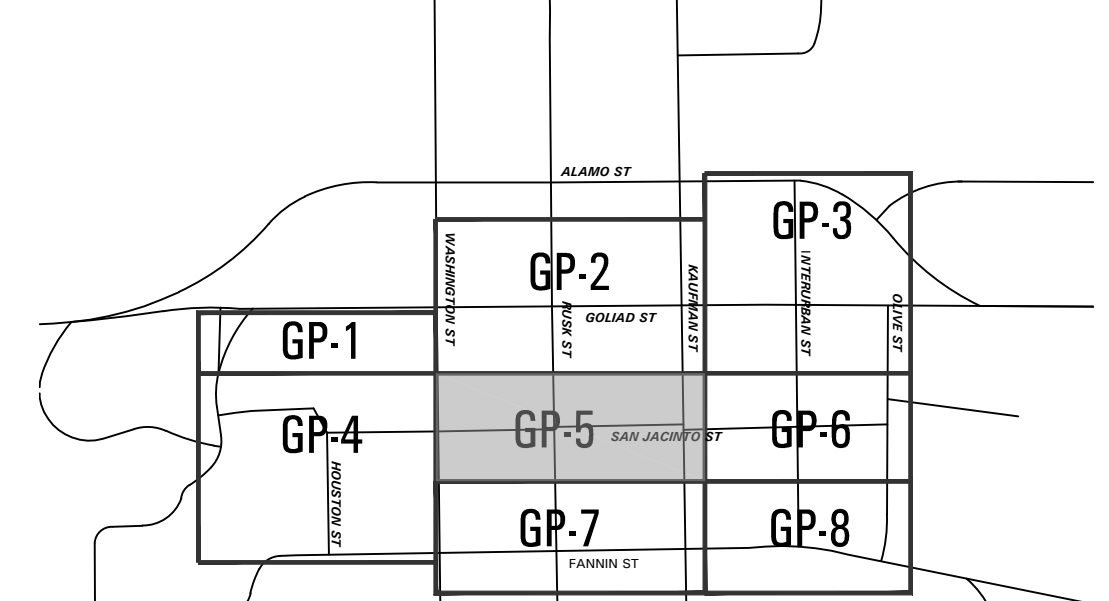 ALAMO ST
GP-3
WASHINGTON ST
GP-2
KAUFMAN ST
INTERURBAN ST
OLIVE ST
RUSK ST
GOLIAD ST
GP-1
GP-4
GP-5
SAN JACINTO ST
GP-6
HOUSTON ST
GP-7
GP-8
FANNIN ST